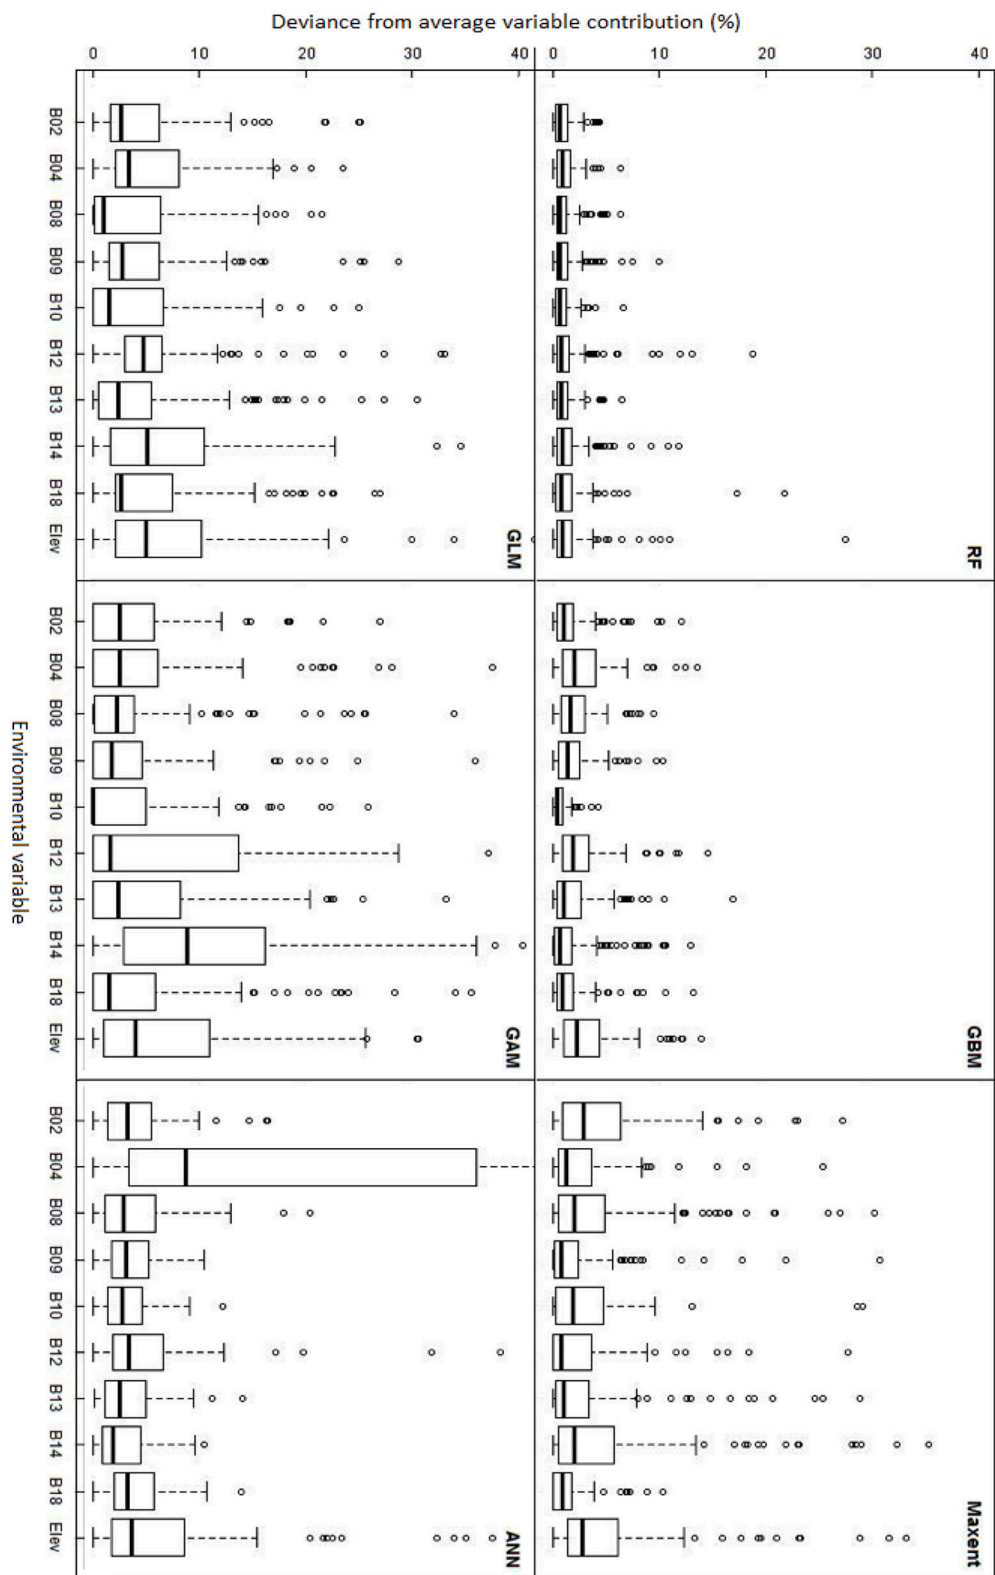 Deviance from average variable contribution (%)
0 10 20 30 40
0 10 20 30 40
B02 B04 B08 B09 B10 B12 B13 B14 B18 Elev
GLM
RF
B02 B04 B08 B09 B10 B12 B13 B14 B18 Elev
GAM
GBM
B02 B04 B08 B09 B10 B12 B13 B14 B18 Elev
ANN
Maxent
Environmental variable